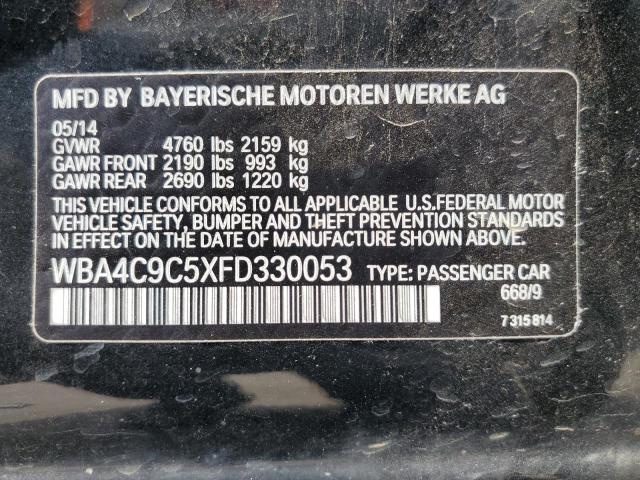 MFD BY BAYERISCHE MOTOREN WERKE AG
05/14
GVWR 4760 lbs 2159 kg
GAWR FRONT 2190 lbs 993 kg
GAWR REAR 2690 lbs 1220 kg
THIS VEHICLE CONFORMS TO ALL APPLICABLE U.S.FEDERAL MOTOR
VEHICLE SAFETY, BUMPER AND THEFT PREVENTION STANDARDS
IN EFFECT ON THE DATE OF MANUFACTURE SHOWN ABOVE.
WBA4C9C5XFD330053 TYPE: PASSENGER CAR
668/9
7 315 814